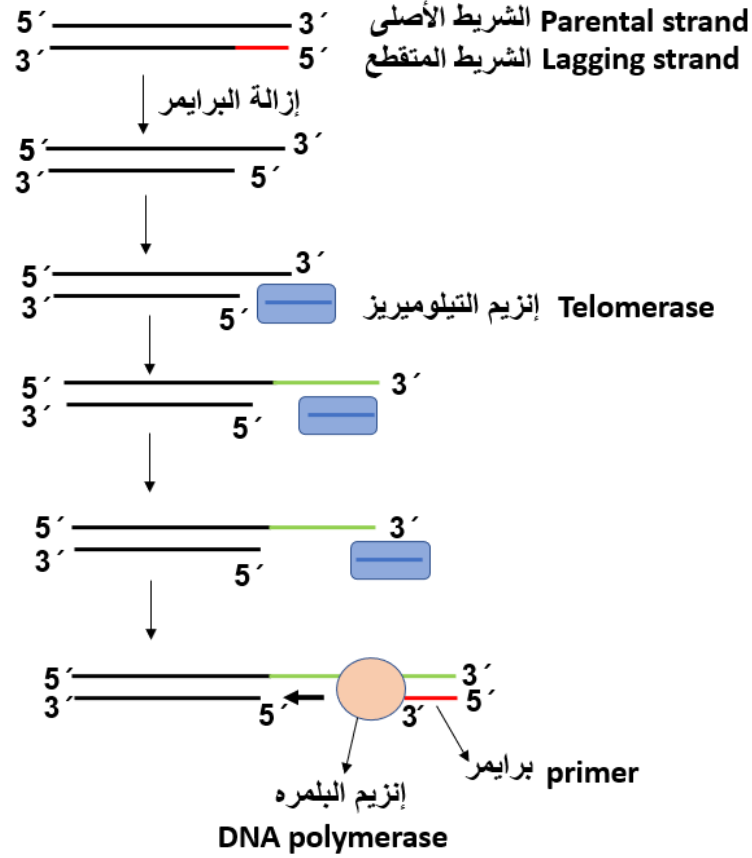 5´ 3´ الشريط الأصلى Parental strand
3´ 5´ الشريط المتقطع Lagging strand
إزالة البرايمر
5´ 3´
3´ 5´
5´ 3´
3´ 5´ إنزيم التيلوميريز Telomerase
5´ 3´
3´ 5´
5´ 3´
3´ 5´
5´ 3´
3´ 5´ 3´ 5´
برايمر primer
إنزيم البلمره
DNA polymerase